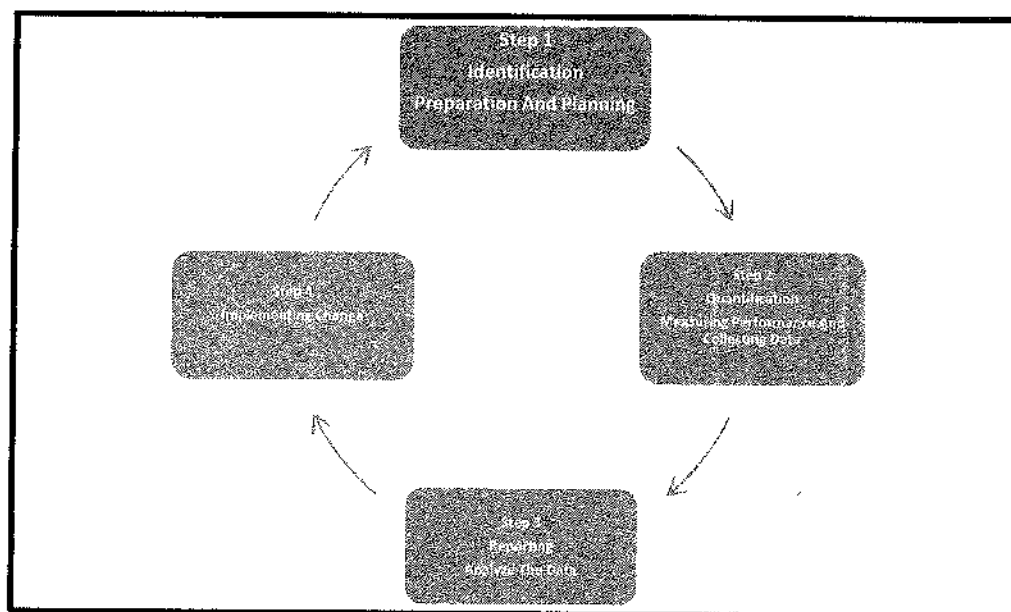 Step 1
Identification
Preparation And Planning
Step 2
Quantification
Measuring Performance And
Collecting Data
Step 3
Reporting
Analyze The Data
Step 4
Implementing Change